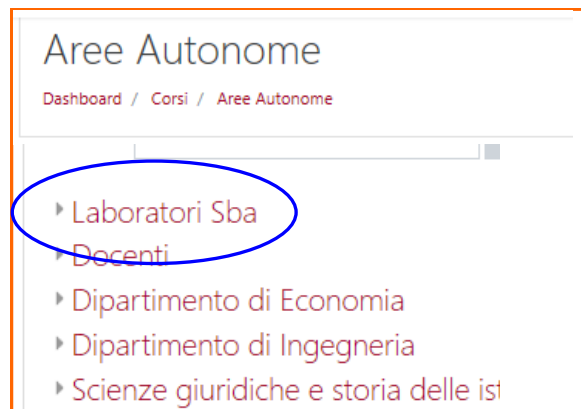 Aree Autonome
Dashboard / Corsi / Aree Autonome
Laboratori Sba
Docenti
Dipartimento di Economia
Dipartimento di Ingegneria
Scienze giuridiche e storia delle